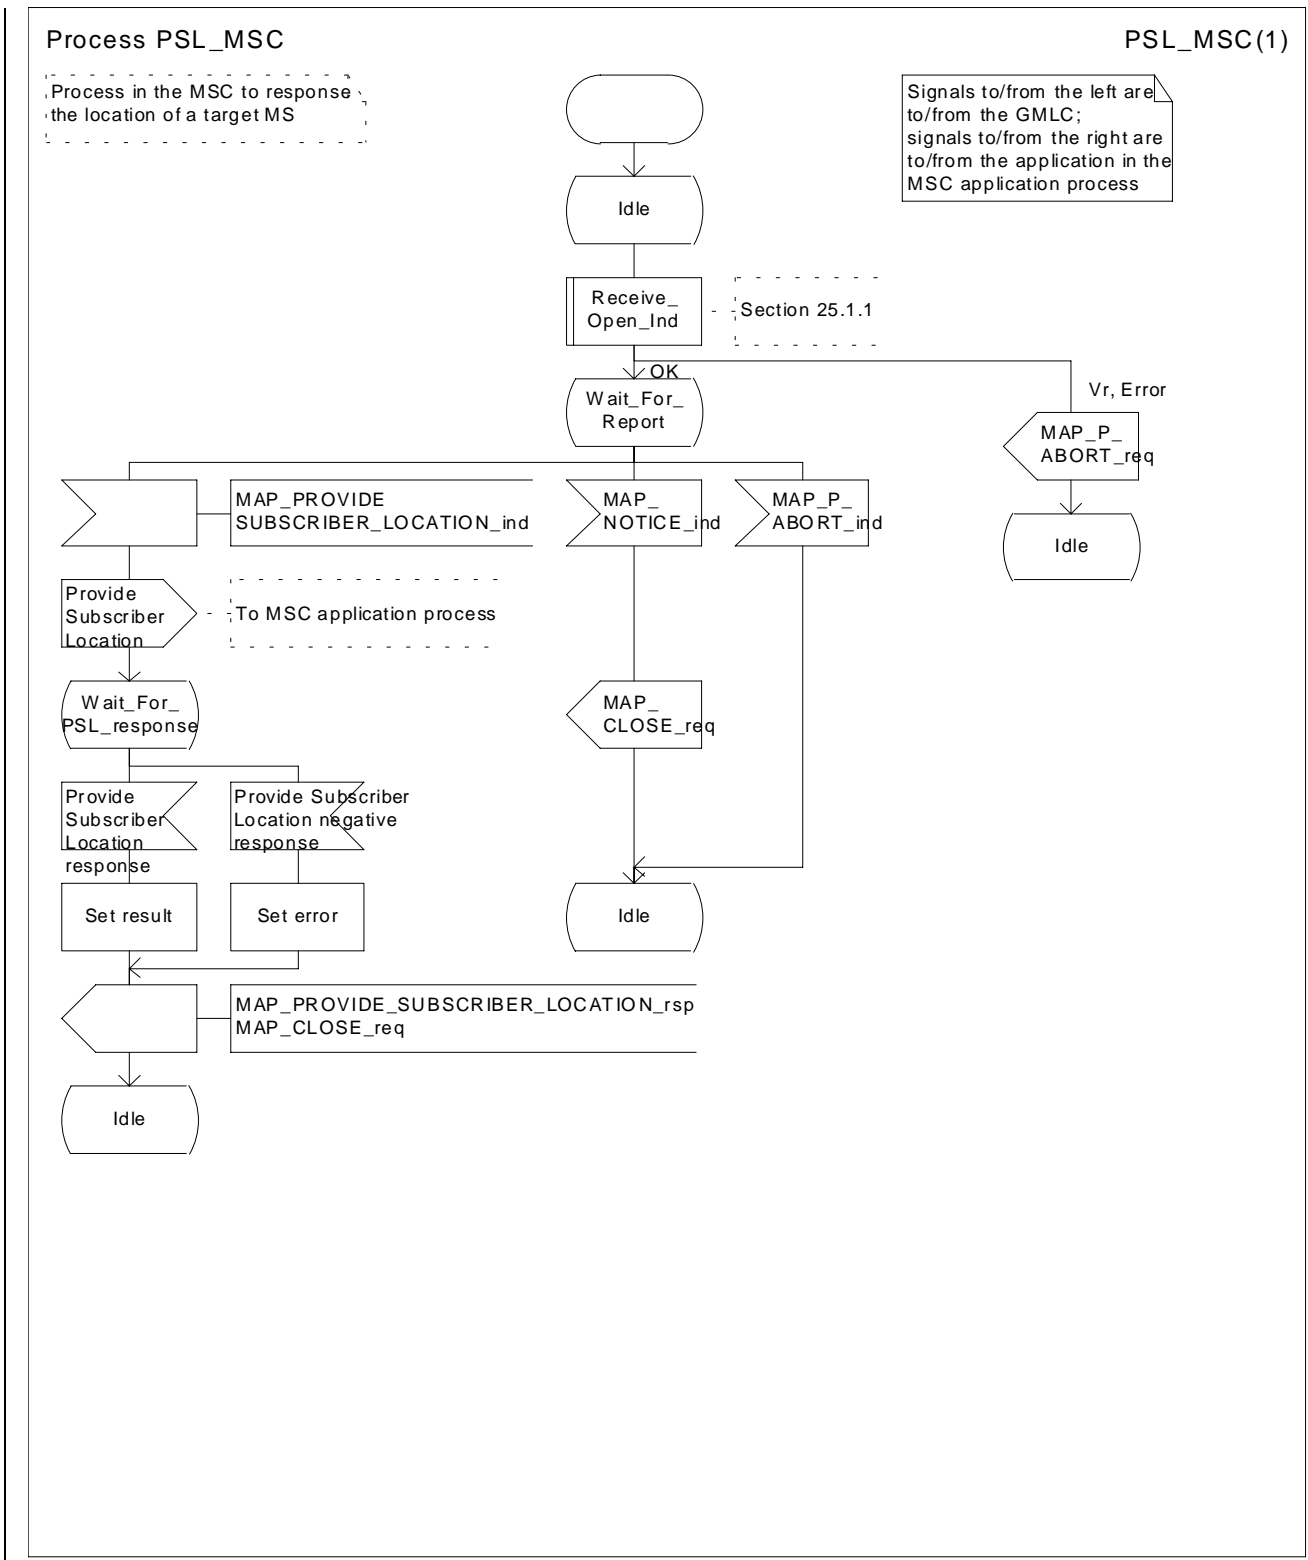 Process PSL_MSC
PSL_MSC(1)
Process in the MSC to response
the location of a target MS
Signals to/from the left are
to/from the GMLC;
signals to/from the right are
to/from the application in the
MSC application process
Idle
Receive_
Open_Ind
Section 25.1.1
OK
Vr, Error
Wait_For_
Report
MAP_P_
ABORT_req
Idle
MAP_PROVIDE
SUBSCRIBER_LOCATION_ind
MAP_
NOTICE_ind
MAP_P_
ABORT_ind
Provide
Subscriber
Location
To MSC application process
Wait_For_
PSL_response
MAP_
CLOSE_req
Provide
Subscriber
Location
response
Provide Subscriber
Location negative
response
Set result
Set error
Idle
MAP_PROVIDE_SUBSCRIBER_LOCATION_rsp
MAP_CLOSE_req
Idle